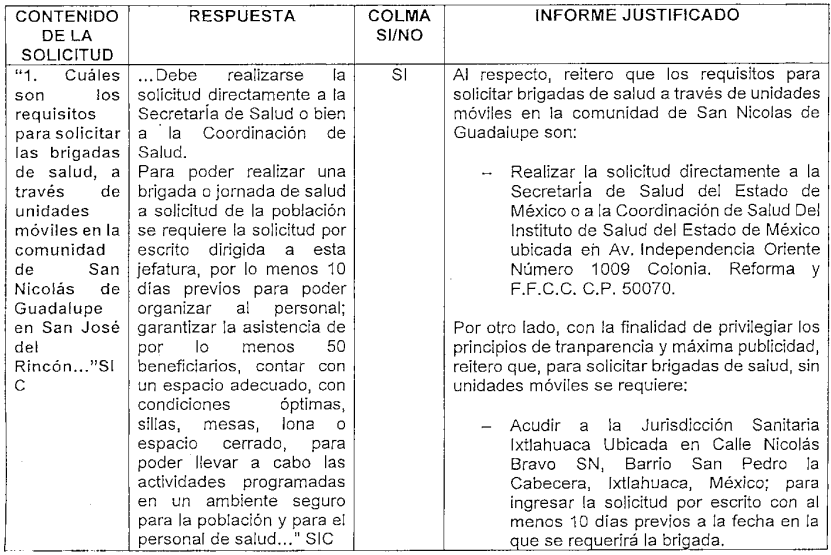 CONTENIDO
DE LA
SOLICITUD
RESPUESTA
COLMA
SI/NO
INFORME JUSTIFICADO
“1. Cuáles
son los
requisitos
para solicitar
las brigadas
de salud, a
través de
unidades
móviles en la
comunidad
de San
Nicolás de
Guadalupe
en San José
del
Rincón...”SI
C
...Debe realizarse la
solicitud directamente a la
Secretaría de Salud o bien
a la Coordinación de
Salud.
Para poder realizar una
brigada o jornada de salud
a solicitud de la población
se requiere la solicitud por
escrito dirigida a esta
jefatura, por lo menos 10
días previos para poder
organizar al personal;
garantizar la asistencia de
por lo menos 50
beneficiarios, contar con
un espacio adecuado, con
condiciones óptimas,
sillas, mesas, lona o
espacio cerrado, para
poder llevar a cabo las
actividades programadas
en un ambiente seguro
para la población y para el
personal de salud...” SIC
SI
Al respecto, reitero que los requisitos para
solicitar brigadas de salud a través de unidades
móviles en la comunidad de San Nicolas de
Guadalupe son:
– Realizar la solicitud directamente a la
Secretaría de Salud del Estado de
México o a la Coordinación de Salud Del
Instituto de Salud del Estado de México
ubicada en Av. Independencia Oriente
Número 1009 Colonia. Reforma y
F.F.C.C. C.P. 50070.
Por otro lado, con la finalidad de privilegiar los
principios de tranparencia y máxima publicidad,
reitero que, para solicitar brigadas de salud, sin
unidades móviles se requiere:
– Acudir a la Jurisdicción Sanitaria
Ixtlahuaca Ubicada en Calle Nicolás
Bravo SN, Barrio San Pedro la
Cabecera, Ixtlahuaca, México; para
ingresar la solicitud por escrito con al
menos 10 días previos a la fecha en la
que se requerirá la brigada.